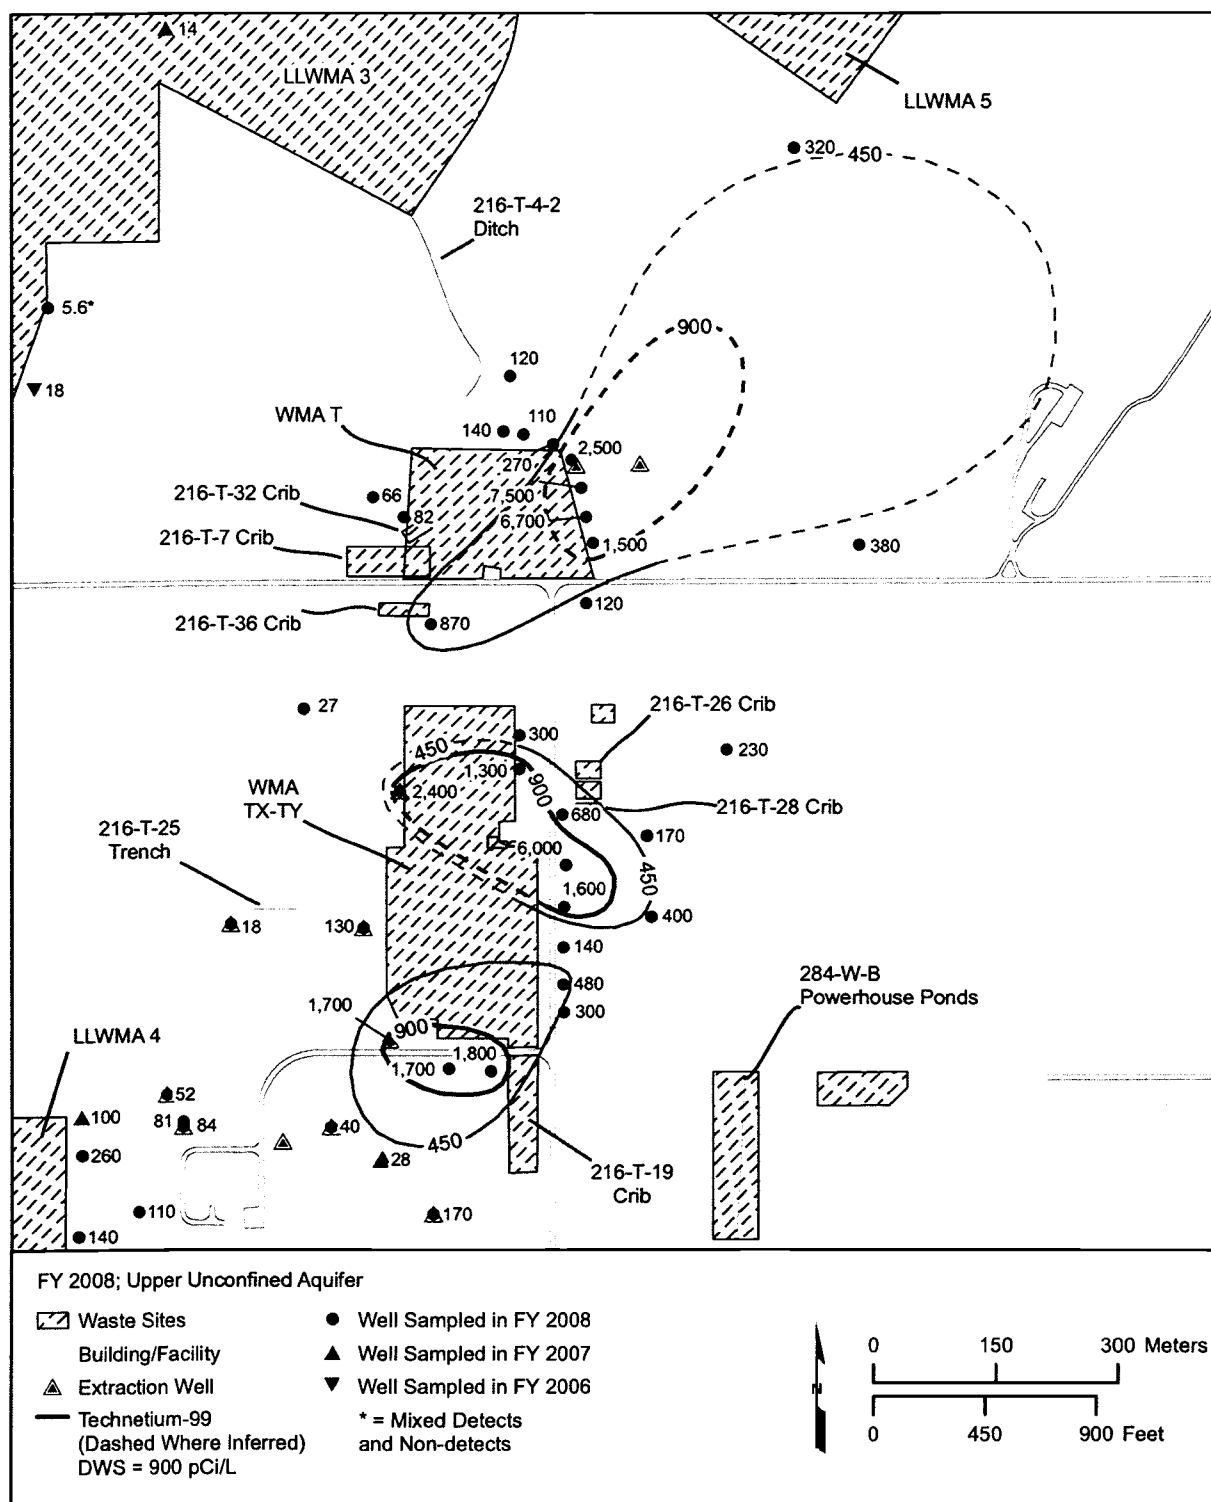 14
LLWMA 3
LLWMA 5
320
450
216-T-4-2
Ditch
5.6*
900
18
120
WMA T
140
110
2,500
270
216-T-32 Crib
66
7,500
82
6,700
216-T-7 Crib
1,500
380
120
216-T-36 Crib
870
27
216-T-26 Crib
300
450
230
1,300
WMA
TX-TY
2,400
900
216-T-28 Crib
680
170
216-T-25
Trench
6,000
450
1,600
400
18
130
140
284-W-B
Powerhouse Ponds
480
1,700
300
900
LLWMA 4
1,800
1,700
52
100
81
84
40
450
260
28
216-T-19
Crib
110
170
140
FY 2008; Upper Unconfined Aquifer
Waste Sites
Building/Facility
Extraction Well
Technetium-99
(Dashed Where Inferred)
DWS = 900 pCi/L
Well Sampled in FY 2008
Well Sampled in FY 2007
Well Sampled in FY 2006
* = Mixed Detects
and Non-detects
N
0 150 300 Meters
0 450 900 Feet